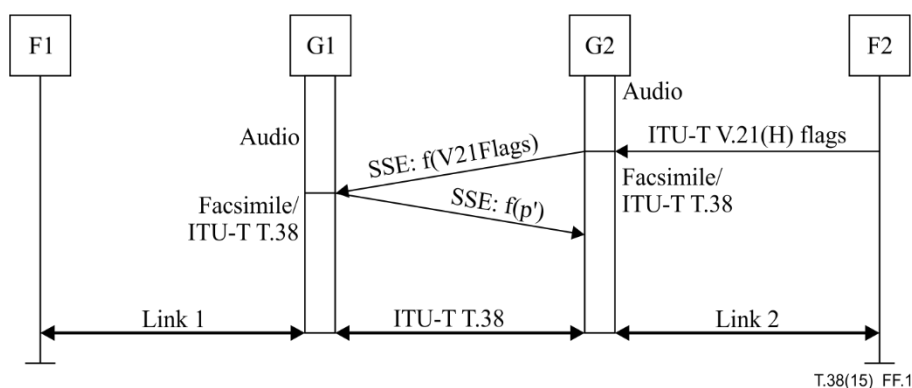 F1
G1
G2
F2
Audio
Audio
ITU-T V.21(H) flags
SSE: f(V21Flags)
Facsimile/
ITU-T T.38
SSE: f(p')
Facsimile/
ITU-T T.38
Link 1
ITU-T T.38
Link 2
T.38(15)_FF.1